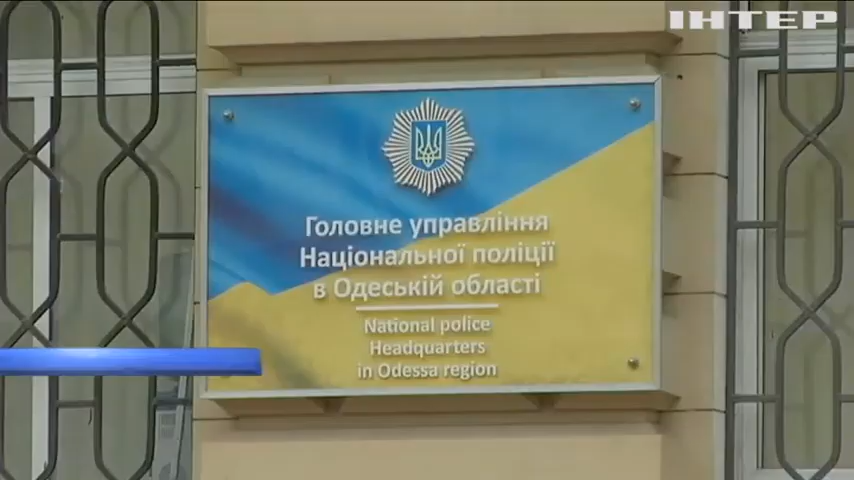 ІНТЕР
Головне управління
Національної поліції
в Одеській області
National police
Headquarters
in Odessa region